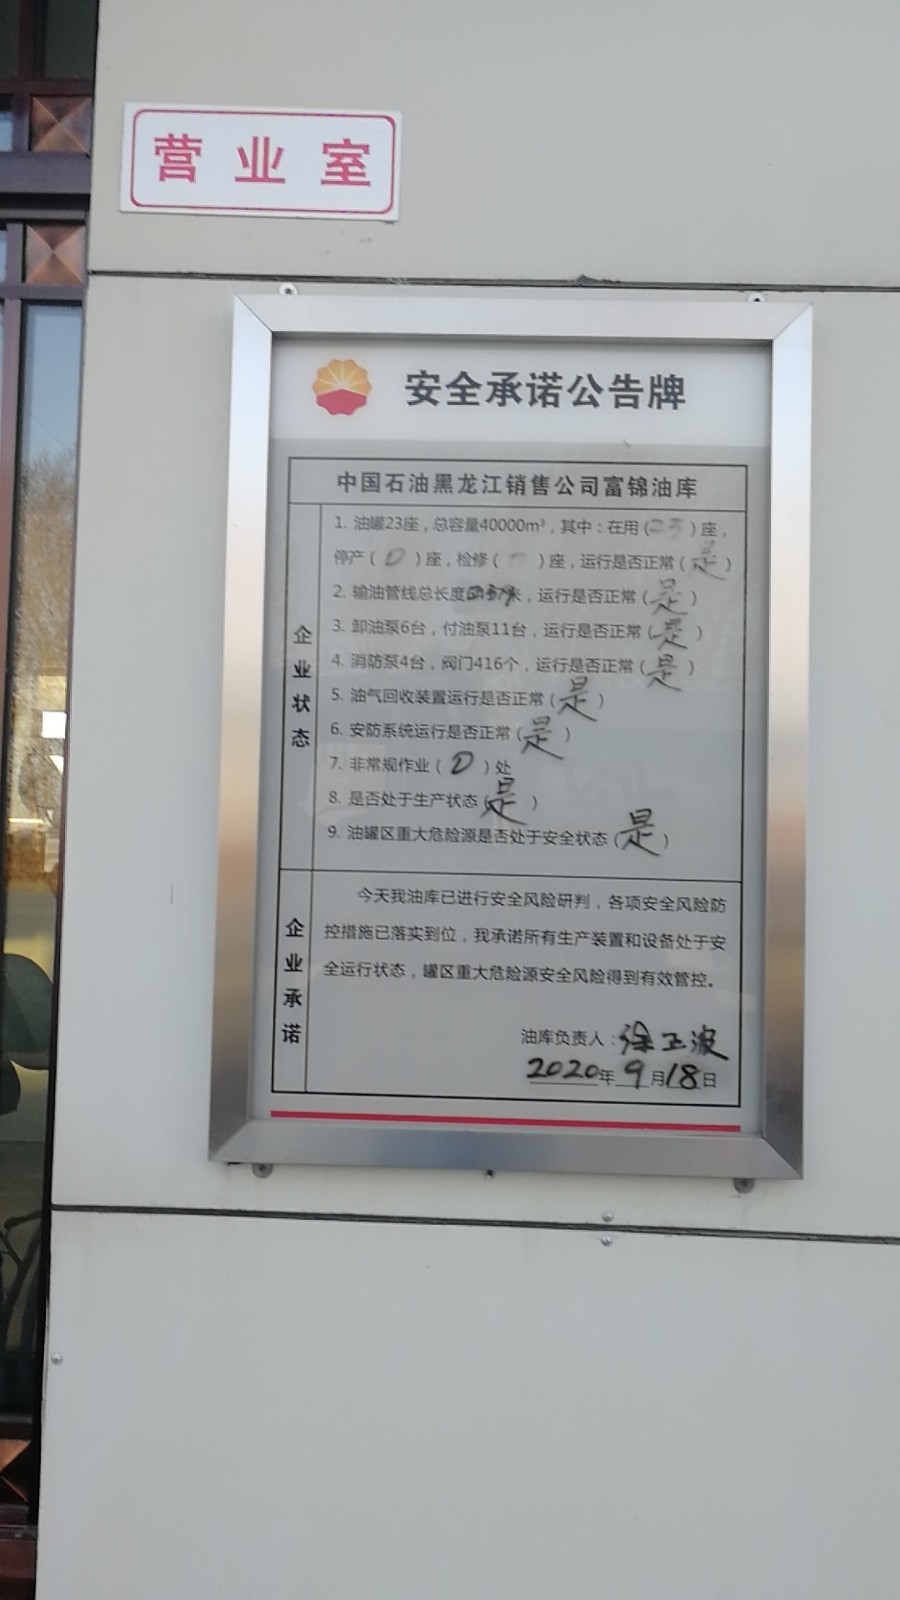 营业室
安全承诺公告牌
中国石油黑龙江销售公司富锦油库
企业状态
1. 油罐23座，总容量40000m³，其中：在用（23）座，
停产（0）座，检修（ ）座，运行是否正常（是）
2. 输油管线总长度 米，运行是否正常（是）
3. 卸油泵6台，付油泵11台，运行是否正常（是）
4. 消防泵4台，阀门416个，运行是否正常（是）
5. 油气回收装置运行是否正常（是）
6. 安防系统运行是否正常（是）
7. 非常规作业（0）处
8. 是否处于生产状态（是）
9. 油罐区重大危险源是否处于安全状态（是）
企业承诺
今天我油库已进行安全风险研判，各项安全风险防
控措施已落实到位，我承诺所有生产装置和设备处于安
全运行状态，罐区重大危险源安全风险得到有效管控。
油库负责人：徐正波
2020年9月18日